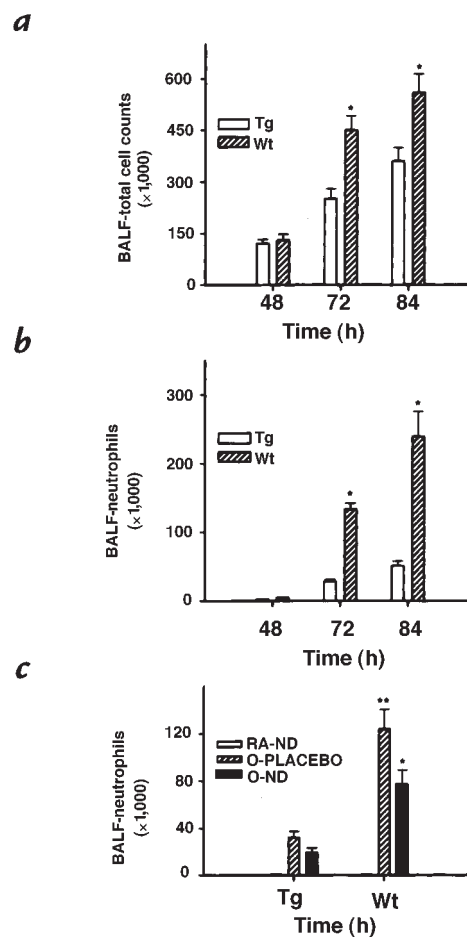 a
BALF-total cell counts
(×1,000)
600
450
300
150
0
Tg
Wt
*
*
48 72 84
Time (h)
b
BALF-neutrophils
(×1,000)
300
200
100
0
Tg
Wt
*
*
48 72 84
Time (h)
c
BALF-neutrophils
(×1,000)
120
80
40
0
RA-ND
O-PLACEBO
O-ND
**
*
Tg Wt
Time (h)